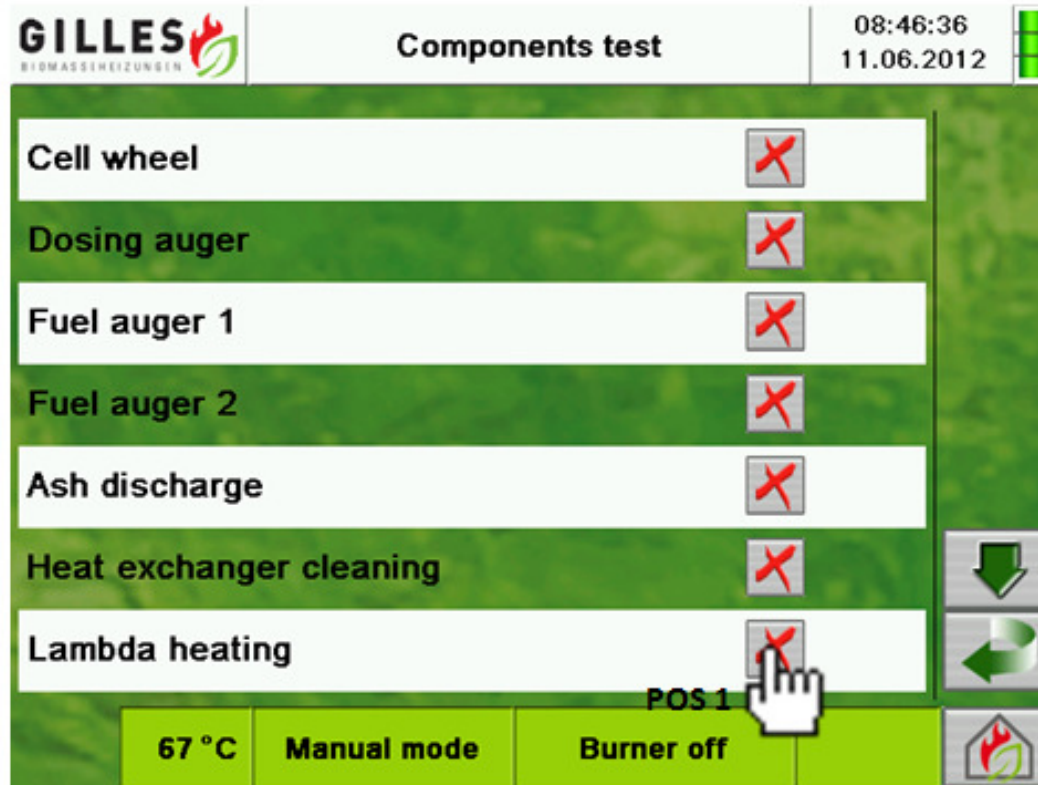 GILLES
BIOMASSEHEIZUNGEN
Components test
08:46:36
11.06.2012
Cell wheel
Dosing auger
Fuel auger 1
Fuel auger 2
Ash discharge
Heat exchanger cleaning
Lambda heating
POS 1
67 °C Manual mode Burner off